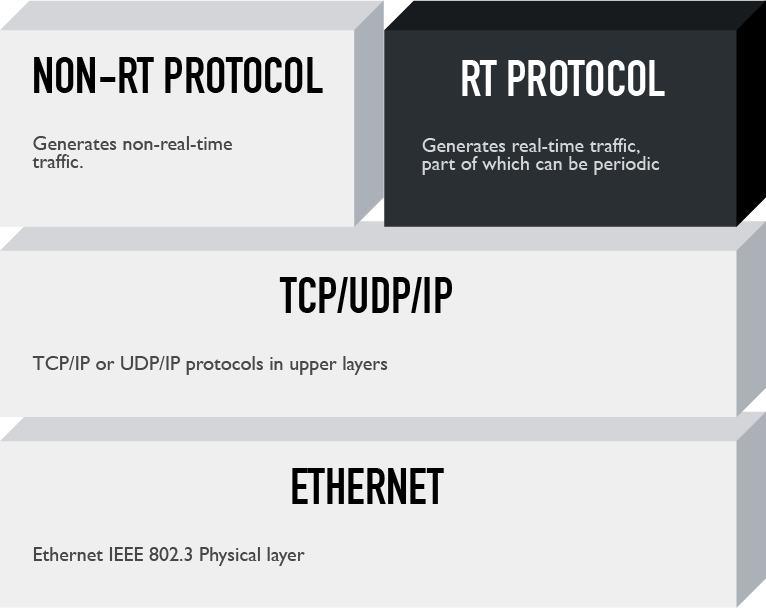 NON-RT PROTOCOL
Generates non-real-time
traffic.
RT PROTOCOL
Generates real-time traffic,
part of which can be periodic
TCP/UDP/IP
TCP/IP or UDP/IP protocols in upper layers
ETHERNET
Ethernet IEEE 802.3 Physical layer